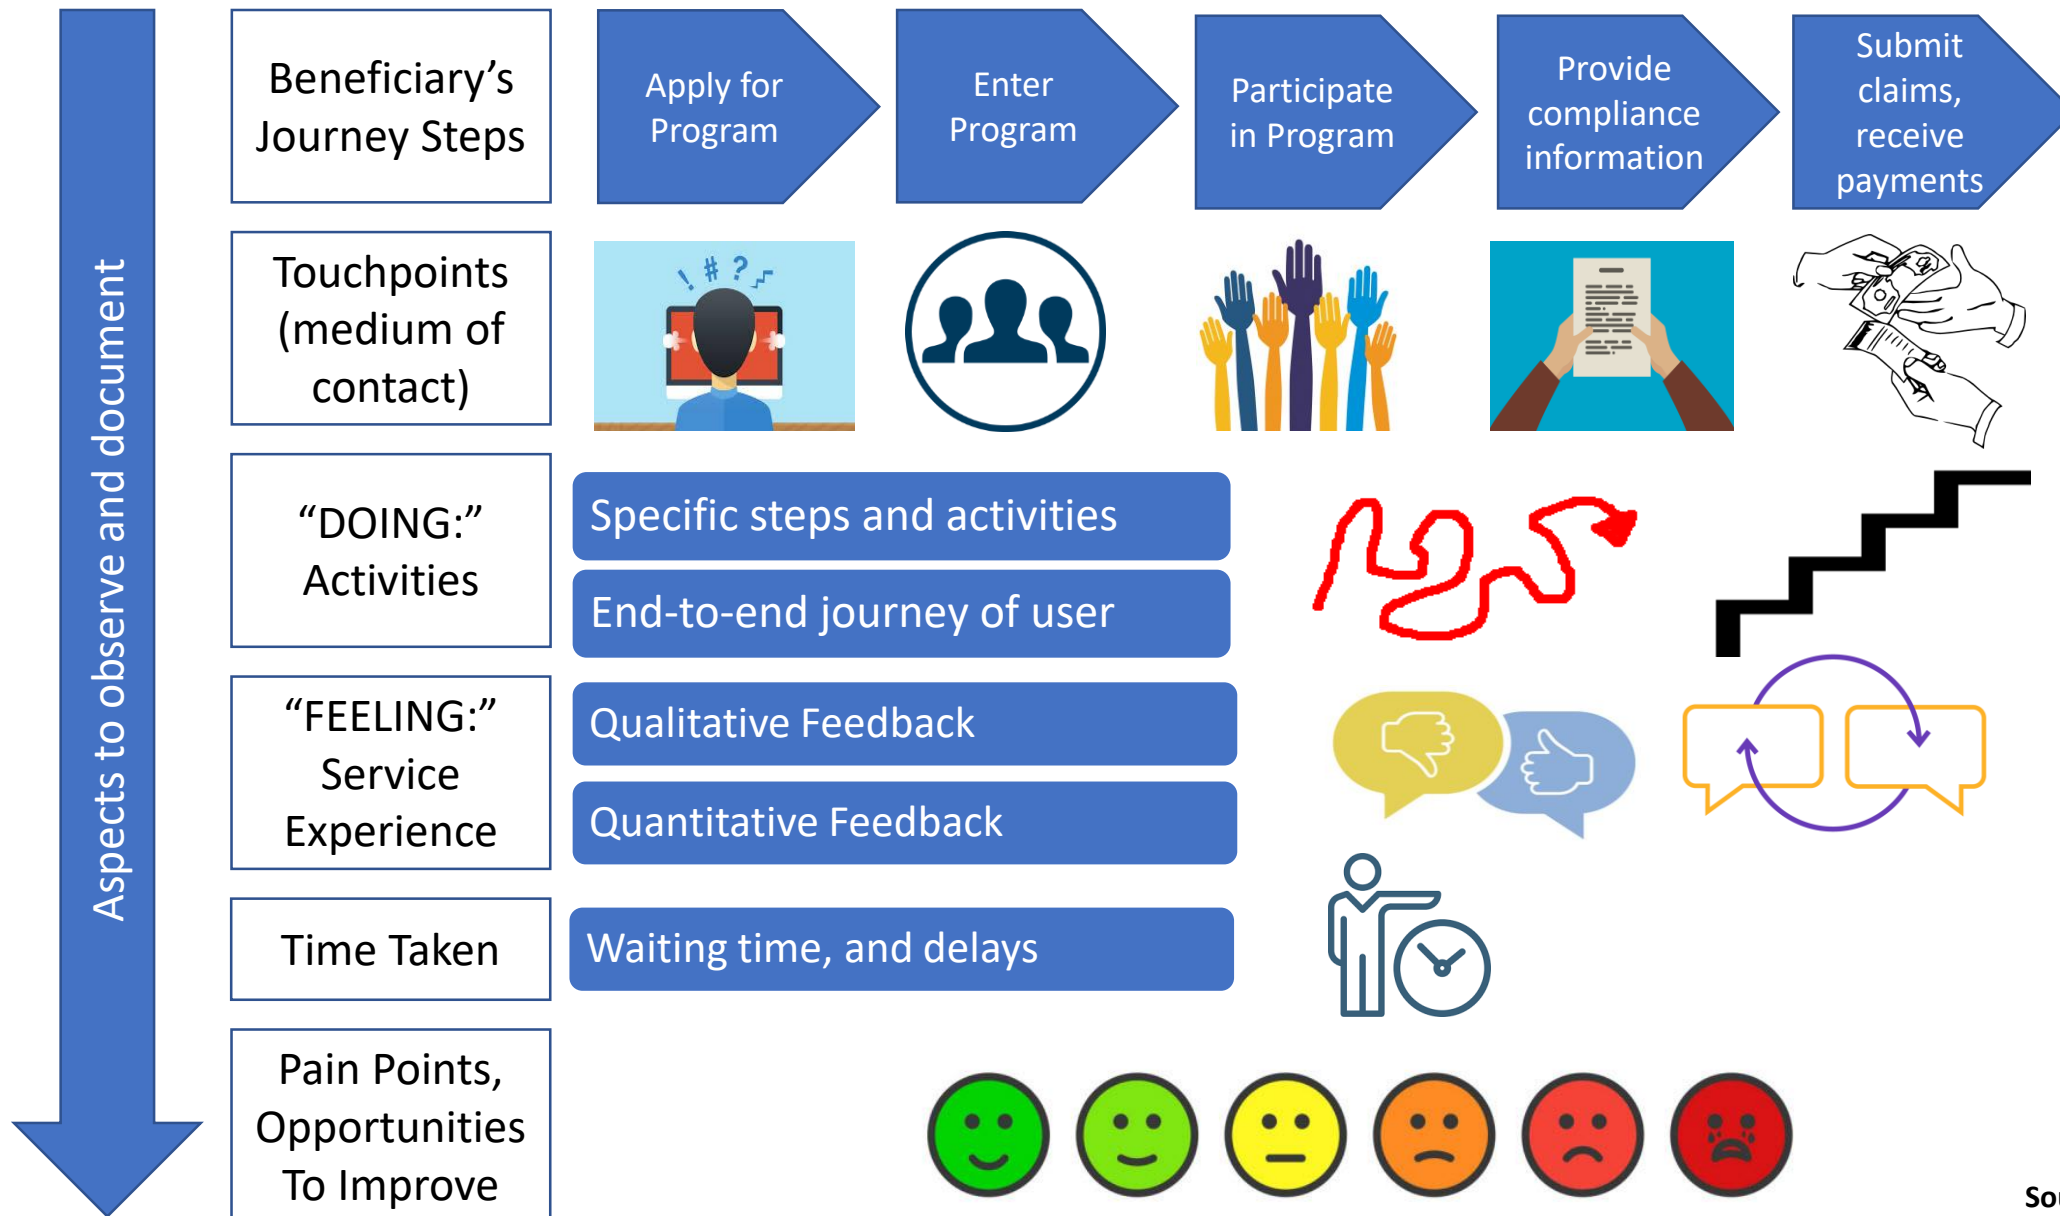 Aspects to observe and document
Beneficiary’s
Journey Steps
Apply for
Program
Enter
Program
Participate
in Program
Provide
compliance
information
Submit
claims,
receive
payments
Touchpoints
(medium of
contact)
! # ?
“DOING:”
Activities
Specific steps and activities
End-to-end journey of user
“FEELING:”
Service
Experience
Qualitative Feedback
Quantitative Feedback
Time Taken
Waiting time, and delays
Pain Points,
Opportunities
To Improve